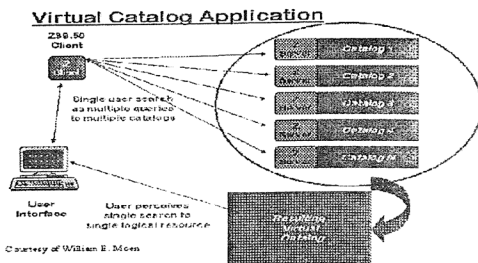 Virtual Catalog Application
Z39.50
Client
Catalog 1
Catalog 2
Catalog 3
Catalog
Catalog
Single user search
as multiple queries
to multiple catalogs
User
Interface
User perceives
single search to
single logical resource
Resulting
Virtual
Catalog
Courtesy of William E. Moen